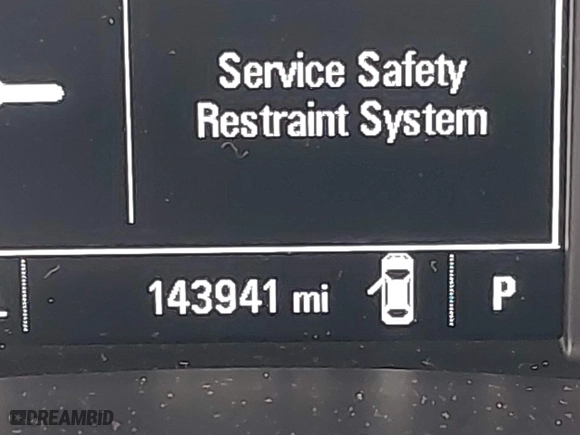 Service Safety
Restraint System
143941 mi
P
DREAMBID